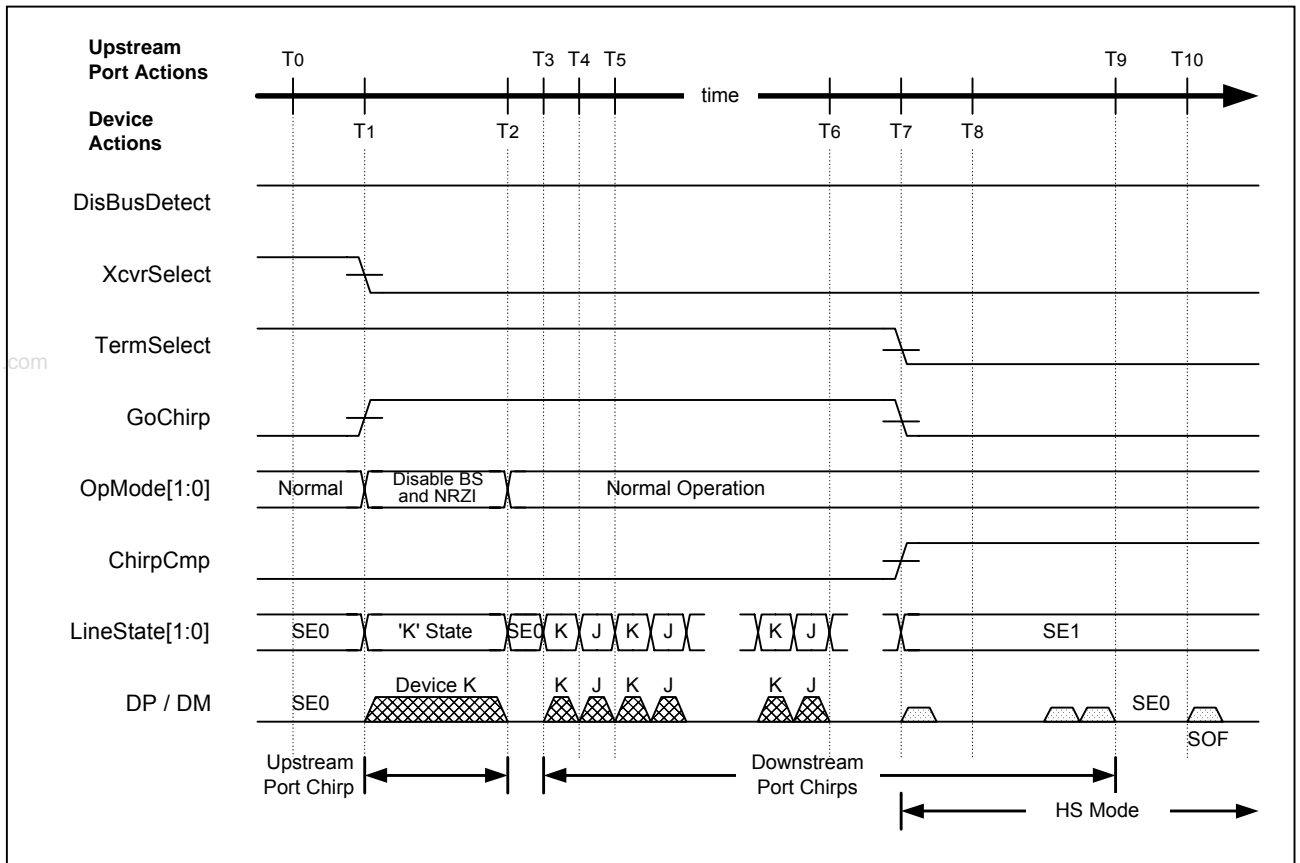 Upstream
Port Actions
T0
T3
T4
T5
T9
T10
time
Device
Actions
T1
T2
T6
T7
T8
DisBusDetect
XcvrSelect
TermSelect
.com
GoChirp
OpMode[1:0]
Normal
Disable BS
and NRZI
Normal Operation
ChirpCmp
LineState[1:0]
SE0
'K' State
SE0
K
J
K
J
K
J
SE1
DP / DM
SE0
Device K
K
J
K
J
K
J
SE0
SOF
Upstream
Port Chirp
Downstream
Port Chirps
HS Mode